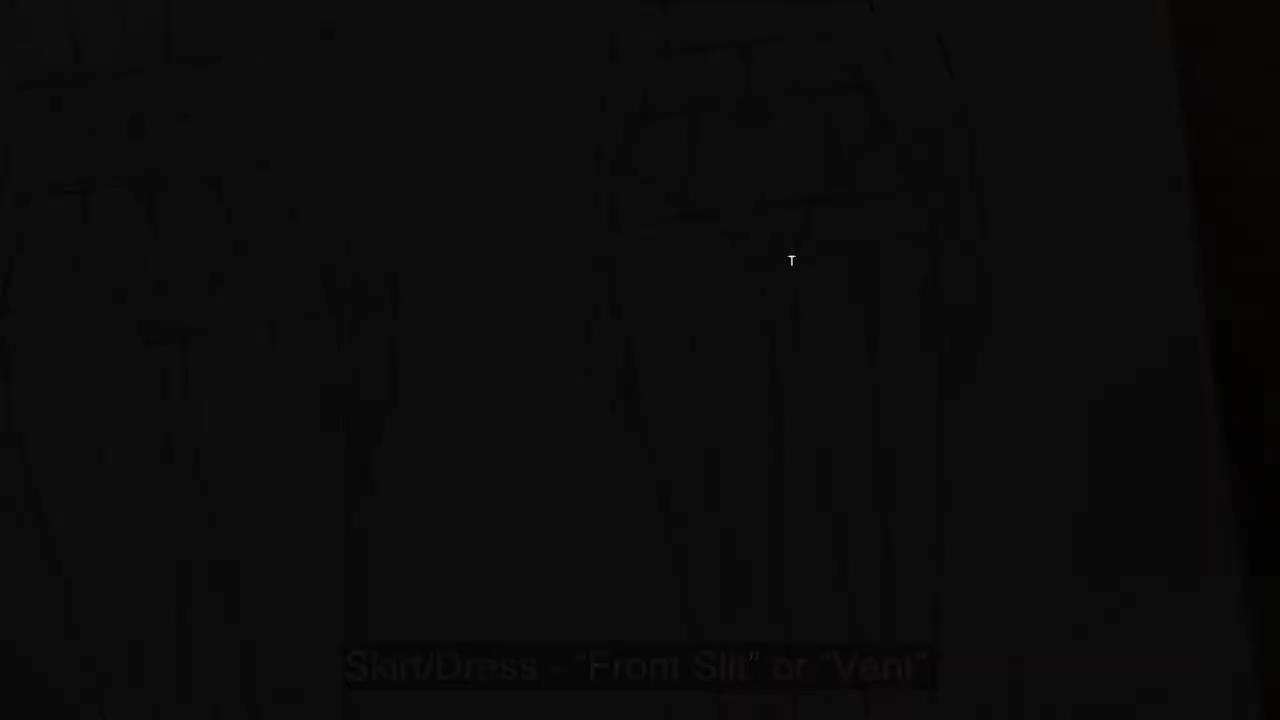 T
Skirt/Dress - “Front Slit” or “Vent”